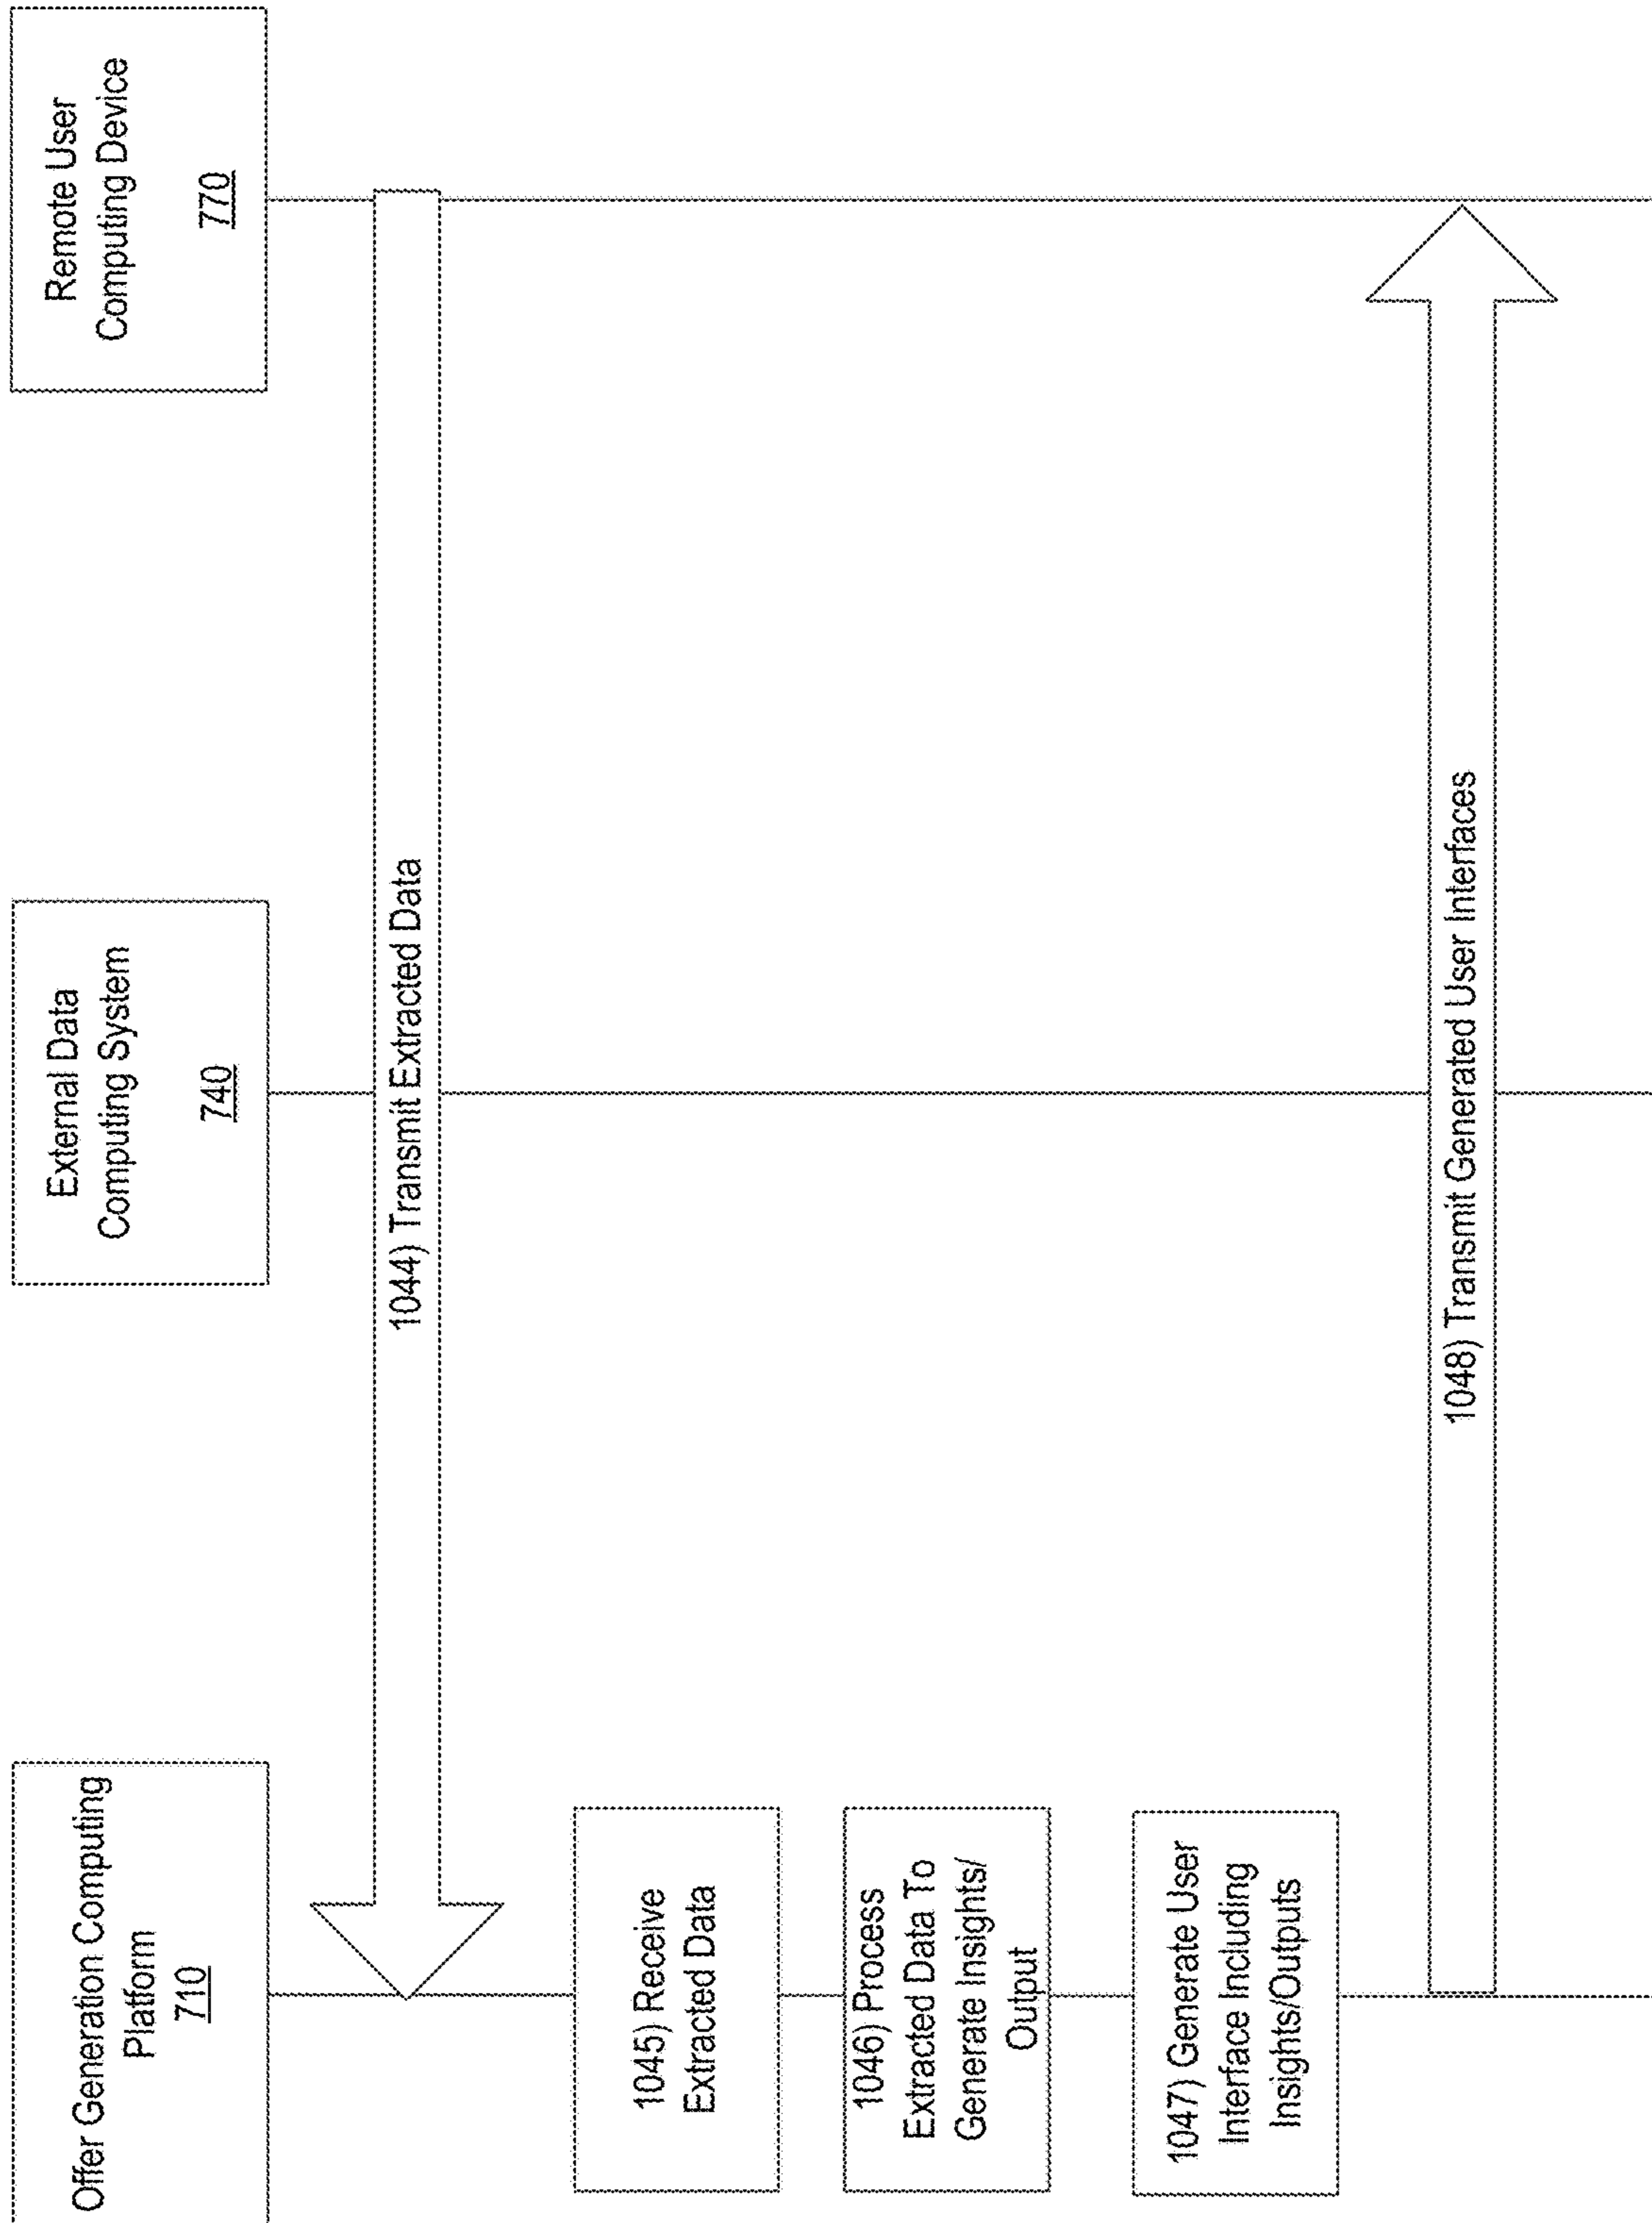 Offer Generation Computing
Platform
710
External Data
Computing System
740
Remote User
Computing Device
770
1044) Transmit Extracted Data
1045) Receive
Extracted Data
1046) Process
Extracted Data To
Generate Insights/
Output
1047) Generate User
Interface Including
Insights/Outputs
1048) Transmit Generated User Interfaces